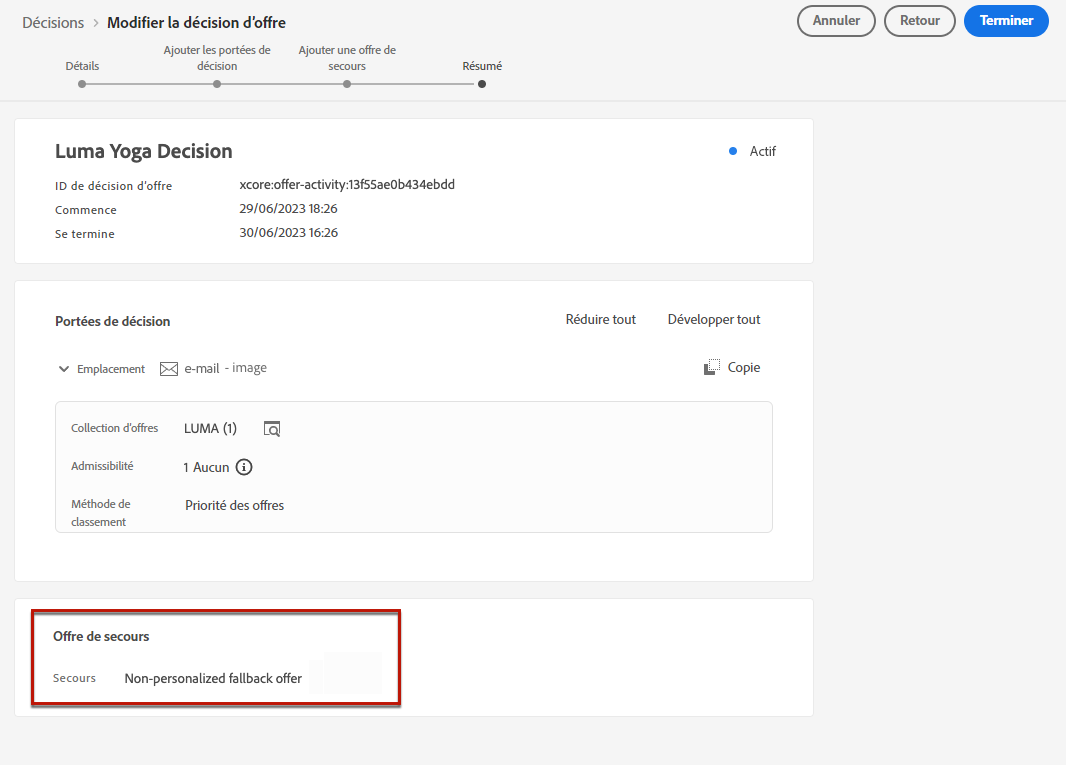 Décisions > Modifier la décision d'offre
Annuler
Retour
Terminer
Détails
Ajouter les portées de
décision
Ajouter une offre de
secours
Résumé
Luma Yoga Decision
Actif
ID de décision d'offre xcore:offer-activity:13f55ae0b434ebdd
Commence 29/06/2023 18:26
Se termine 30/06/2023 16:26
Portées de décision
Réduire tout
Développer tout
Emplacement e-mail - image
Copie
Collection d'offres LUMA (1)
Admissibilité 1 Aucun
Méthode de
classement
Priorité des offres
Offre de secours
Secours Non-personalized fallback offer